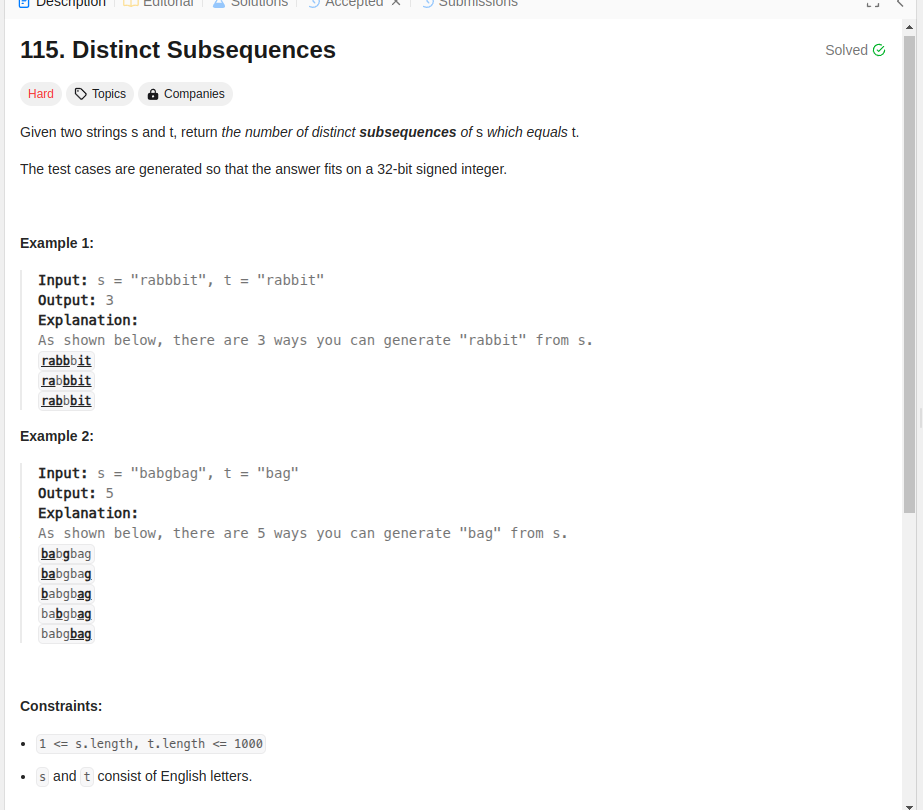 Description Editorial Solutions Accepted × Submissions
115. Distinct Subsequences
Solved
Hard Topics Companies
Given two strings s and t, return the number of distinct subsequences of s which equals t.
The test cases are generated so that the answer fits on a 32-bit signed integer.
Example 1:
Input: s = "rabbbit", t = "rabbit"
Output: 3
Explanation:
As shown below, there are 3 ways you can generate "rabbit" from s.
rabbbit
rabbbit
rabbbit
Example 2:
Input: s = "babgbag", t = "bag"
Output: 5
Explanation:
As shown below, there are 5 ways you can generate "bag" from s.
babgbag
babgbag
babgbag
babgbag
babgbag
Constraints:
• 1 <= s.length, t.length <= 1000
• s and t consist of English letters.